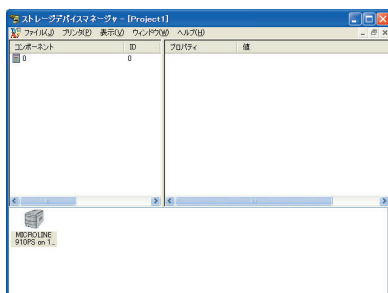 ストレージデバイスマネージャ - [Project1]
ファイル(J) プリンタ(P) 表示(V) ウィンドウ(W) ヘルプ(H)
コンポーネント ID プロパティ 値
0 0
MICROLINE
910PS on 1...